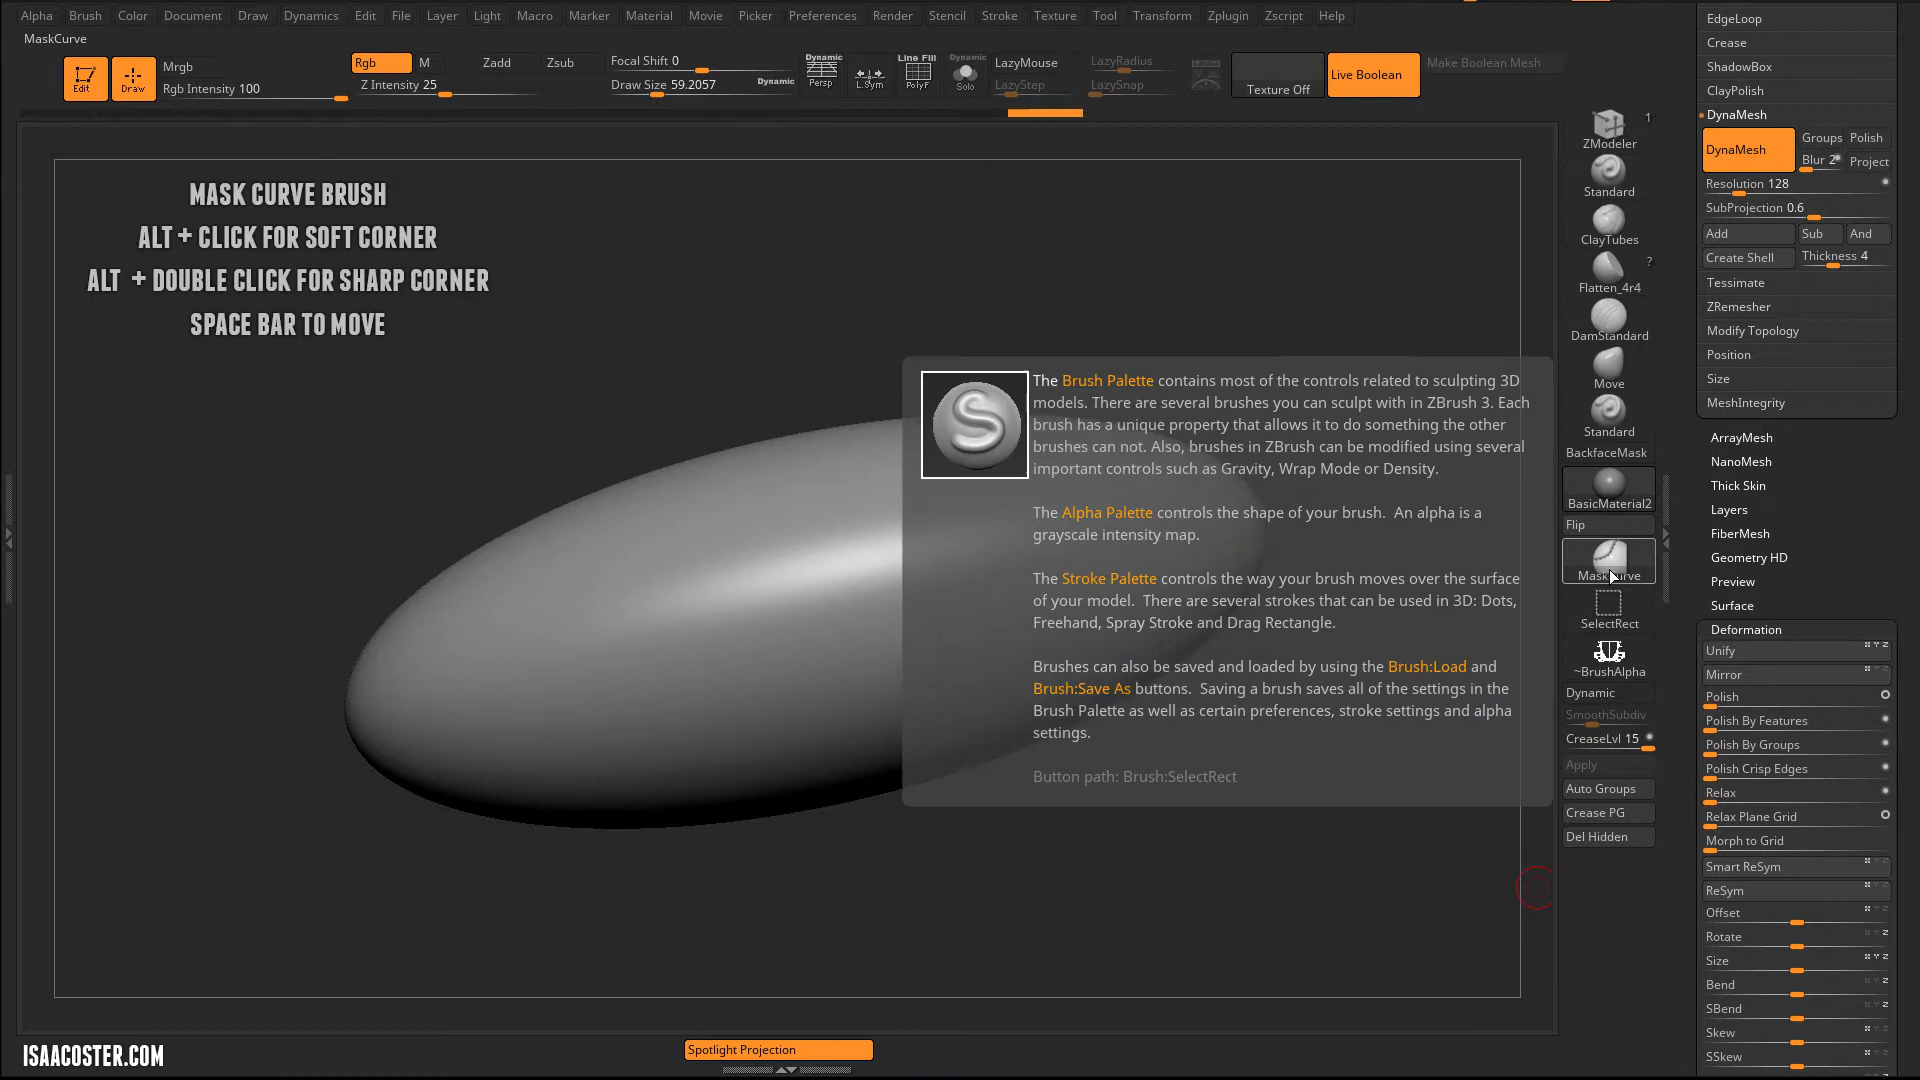 Alpha Brush Color Document Draw Dynamics Edit File Layer Light Macro Marker Material Movie Picker Preferences Render Stencil Stroke Texture Tool Transform Zplugin Zscript Help
MaskCurve
Edit
Draw
Mrgb
Rgb Intensity 100
Rgb
M
Z Intensity 25
Zadd
Zsub
Focal Shift 0
Draw Size 59.2057
Dynamic
Dynamic
Persp
L.Sym
Line Fill
PolyF
Dynamic
Solo
LazyMouse
LazyStep
LazyRadius
LazySnap
Texture Off
Live Boolean
Make Boolean Mesh
MASK CURVE BRUSH
ALT + CLICK FOR SOFT CORNER
ALT + DOUBLE CLICK FOR SHARP CORNER
SPACE BAR TO MOVE
The Brush Palette contains most of the controls related to sculpting 3D
models. There are several brushes you can sculpt with in ZBrush 3. Each
brush has a unique property that allows it to do something the other
brushes can not. Also, brushes in ZBrush can be modified using several
important controls such as Gravity, Wrap Mode or Density.
The Alpha Palette controls the shape of your brush. An alpha is a
grayscale intensity map.
The Stroke Palette controls the way your brush moves over the surface
of your model. There are several strokes that can be used in 3D: Dots,
Freehand, Spray Stroke and Drag Rectangle.
Brushes can also be saved and loaded by using the Brush:Load and
Brush:Save As buttons. Saving a brush saves all of the settings in the
Brush Palette as well as certain preferences, stroke settings and alpha
settings.
Button path: Brush:SelectRect
1
ZModeler
Standard
ClayTubes
?
Flatten_4r4
DamStandard
Move
Standard
BackfaceMask
BasicMaterial2
Flip
SelectRect
~BrushAlpha
Dynamic
SmoothSubdiv
CreaseLvl 15
Apply
Auto Groups
Crease PG
Del Hidden
EdgeLoop
Crease
ShadowBox
ClayPolish
DynaMesh
DynaMesh
Groups Polish
Blur 2 Project
Resolution 128
SubProjection 0.6
Add Sub And
Create Shell Thickness 4
Tessimate
ZRemesher
Modify Topology
Position
Size
MeshIntegrity
ArrayMesh
NanoMesh
Thick Skin
Layers
FiberMesh
Geometry HD
Preview
Surface
Deformation
Unify
Mirror
Polish
Polish By Features
Polish By Groups
Polish Crisp Edges
Relax
Relax Plane Grid
Morph to Grid
Smart ReSym
ReSym
Offset
Rotate
Size
Bend
SBend
Skew
SSkew
ISAACOSTER.COM
Spotlight Projection